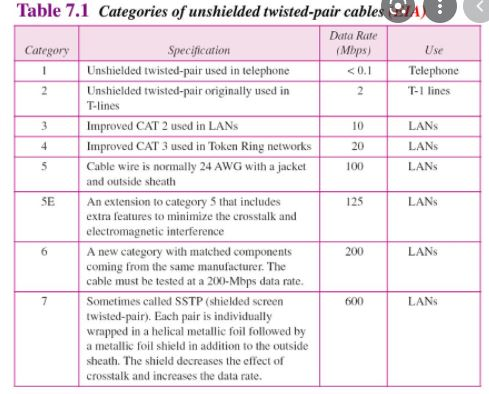 Table 7.1 Categories of unshielded twisted-pair cables
Category Specification Data Rate (Mbps) Use
1 Unshielded twisted-pair used in telephone < 0.1 Telephone
2 Unshielded twisted-pair originally used in 2 T-1 lines
T-lines
3 Improved CAT 2 used in LANs 10 LANs
4 Improved CAT 3 used in Token Ring networks 20 LANs
5 Cable wire is normally 24 AWG with a jacket 100 LANs
and outside sheath
5E An extension to category 5 that includes 125 LANs
extra features to minimize the crosstalk and
electromagnetic interference
6 A new category with matched components 200 LANs
coming from the same manufacturer. The
cable must be tested at a 200-Mbps data rate.
7 Sometimes called SSTP (shielded screen 600 LANs
twisted-pair). Each pair is individually
wrapped in a helical metallic foil followed by
a metallic foil shield in addition to the outside
sheath. The shield decreases the effect of
crosstalk and increases the data rate.